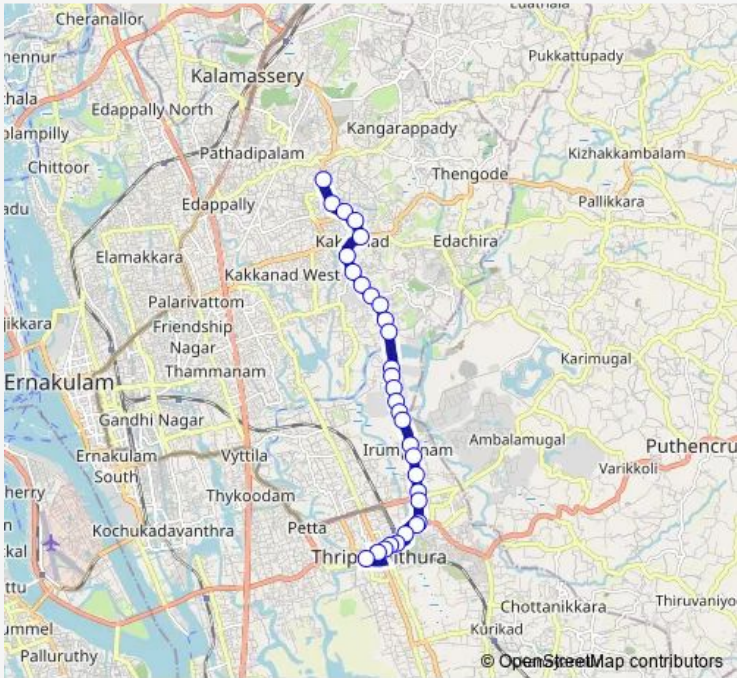 Cheranallor
Edathala
Pukkattupady
Kalamassery
Edappally North
Kangarappady
Chittoor
Pathadipalam
Kizhakkambalam
Thengode
Edappally
Pallikkara
Elamakkara
Edachira
Kakkanad West
Palarivattom
Friendship
Nagar
Karimugal
Thammanam
Ernakulam
Gandhi Nagar
Ambalamugal
Puthencru
Ernakulam
South
Vyttila
Varikkoli
Thykoodam
Petta
Kochukadavanthra
Chottanikkara
Thiruvaniyo
Kurikad
Palluruthy
© OpenStreetMap contributors